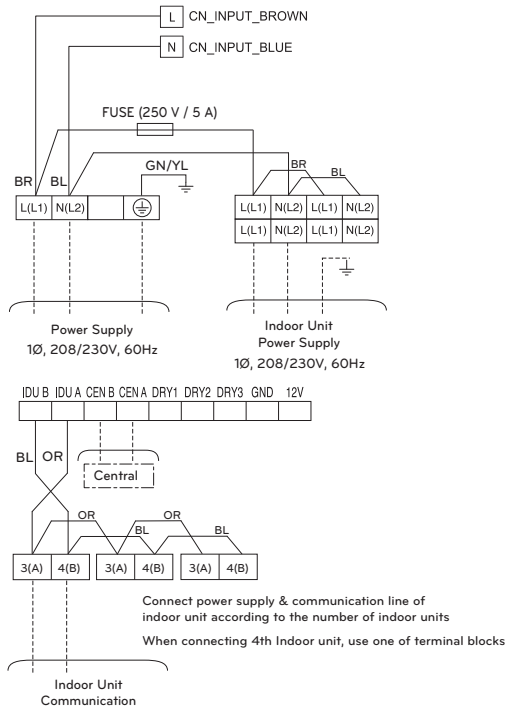 L CN_INPUT_BROWN
N CN_INPUT_BLUE
FUSE (250 V / 5 A)
GN/YL
BR BL
BR
BL
L(L1) N(L2)
L(L1) N(L2) L(L1) N(L2)
L(L1) N(L2) L(L1) N(L2)
Power Supply
1Ø, 208/230V, 60Hz
Indoor Unit
Power Supply
1Ø, 208/230V, 60Hz
IDU B IDU A CEN B CEN A DRY1 DRY2 DRY3 GND 12V
BL OR
Central
OR
BL
OR
BL
3(A) 4(B) 3(A) 4(B) 3(A) 4(B)
Connect power supply & communication line of
indoor unit according to the number of indoor units
When connecting 4th Indoor unit, use one of terminal blocks
Indoor Unit
Communication